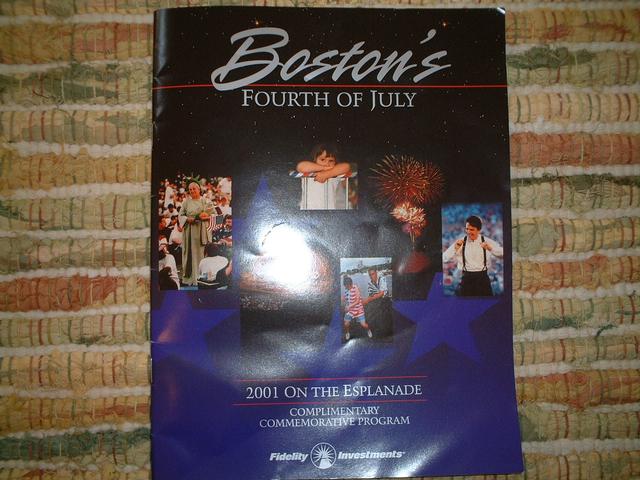 Boston's
FOURTH OF JULY
2001 ON THE ESPLANADE
COMPLIMENTARY
COMMEMORATIVE PROGRAM
Fidelity Investments®